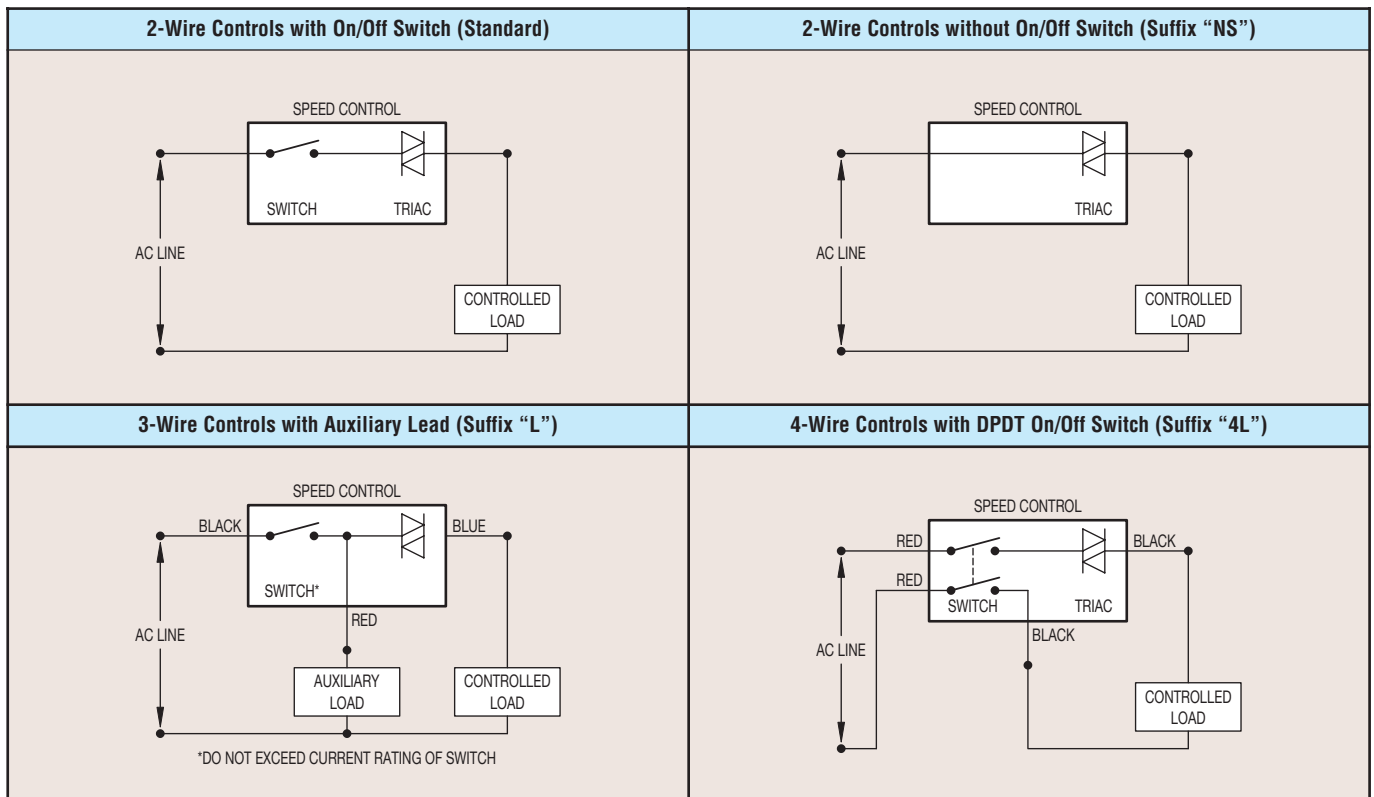 2-Wire Controls with On/Off Switch (Standard)
SPEED CONTROL
SWITCH
TRIAC
AC LINE
CONTROLLED
LOAD
2-Wire Controls without On/Off Switch (Suffix “NS”)
SPEED CONTROL
TRIAC
AC LINE
CONTROLLED
LOAD
3-Wire Controls with Auxiliary Lead (Suffix “L”)
SPEED CONTROL
BLACK
BLUE
SWITCH*
RED
AC LINE
AUXILIARY
LOAD
CONTROLLED
LOAD
*DO NOT EXCEED CURRENT RATING OF SWITCH
4-Wire Controls with DPDT On/Off Switch (Suffix “4L”)
SPEED CONTROL
RED
BLACK
RED
SWITCH
TRIAC
BLACK
AC LINE
CONTROLLED
LOAD